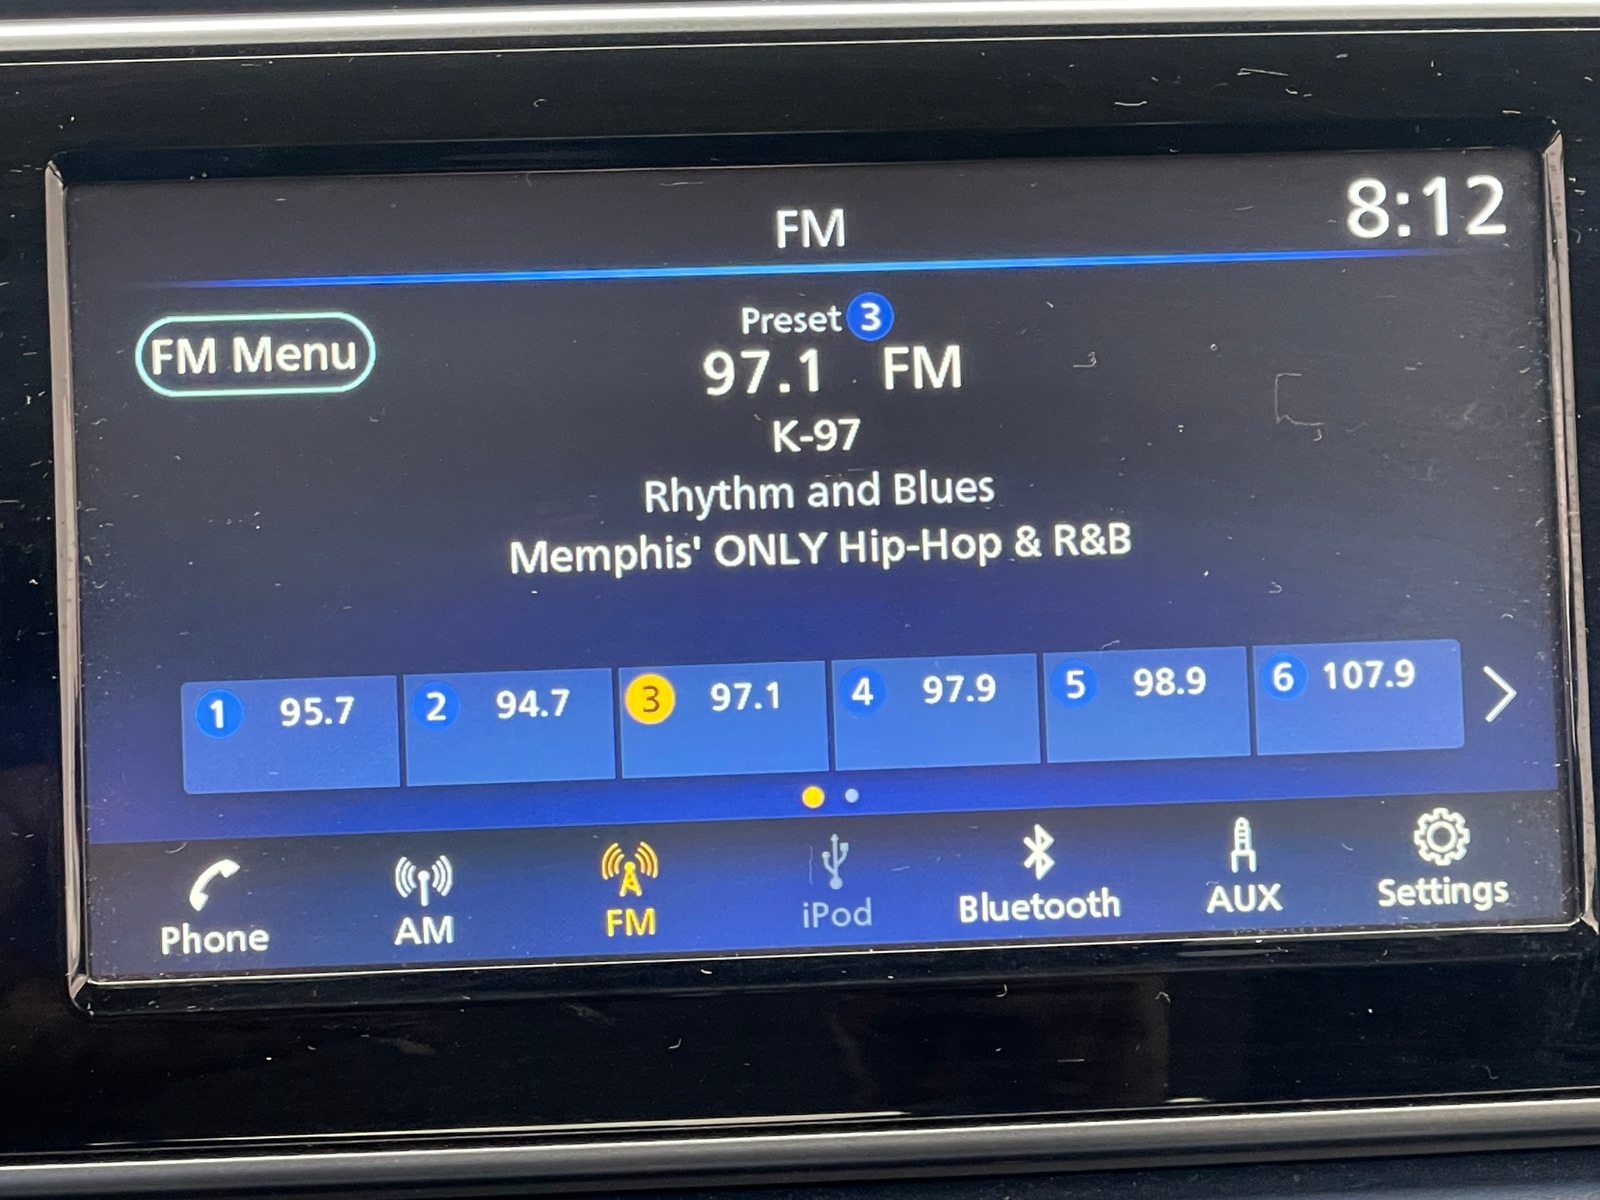 FM
8:12
FM Menu
Preset 3
97.1 FM
K-97
Rhythm and Blues
Memphis' ONLY Hip-Hop & R&B
1 95.7
2 94.7
3 97.1
4 97.9
5 98.9
6 107.9
Phone
AM
FM
iPod
Bluetooth
AUX
Settings